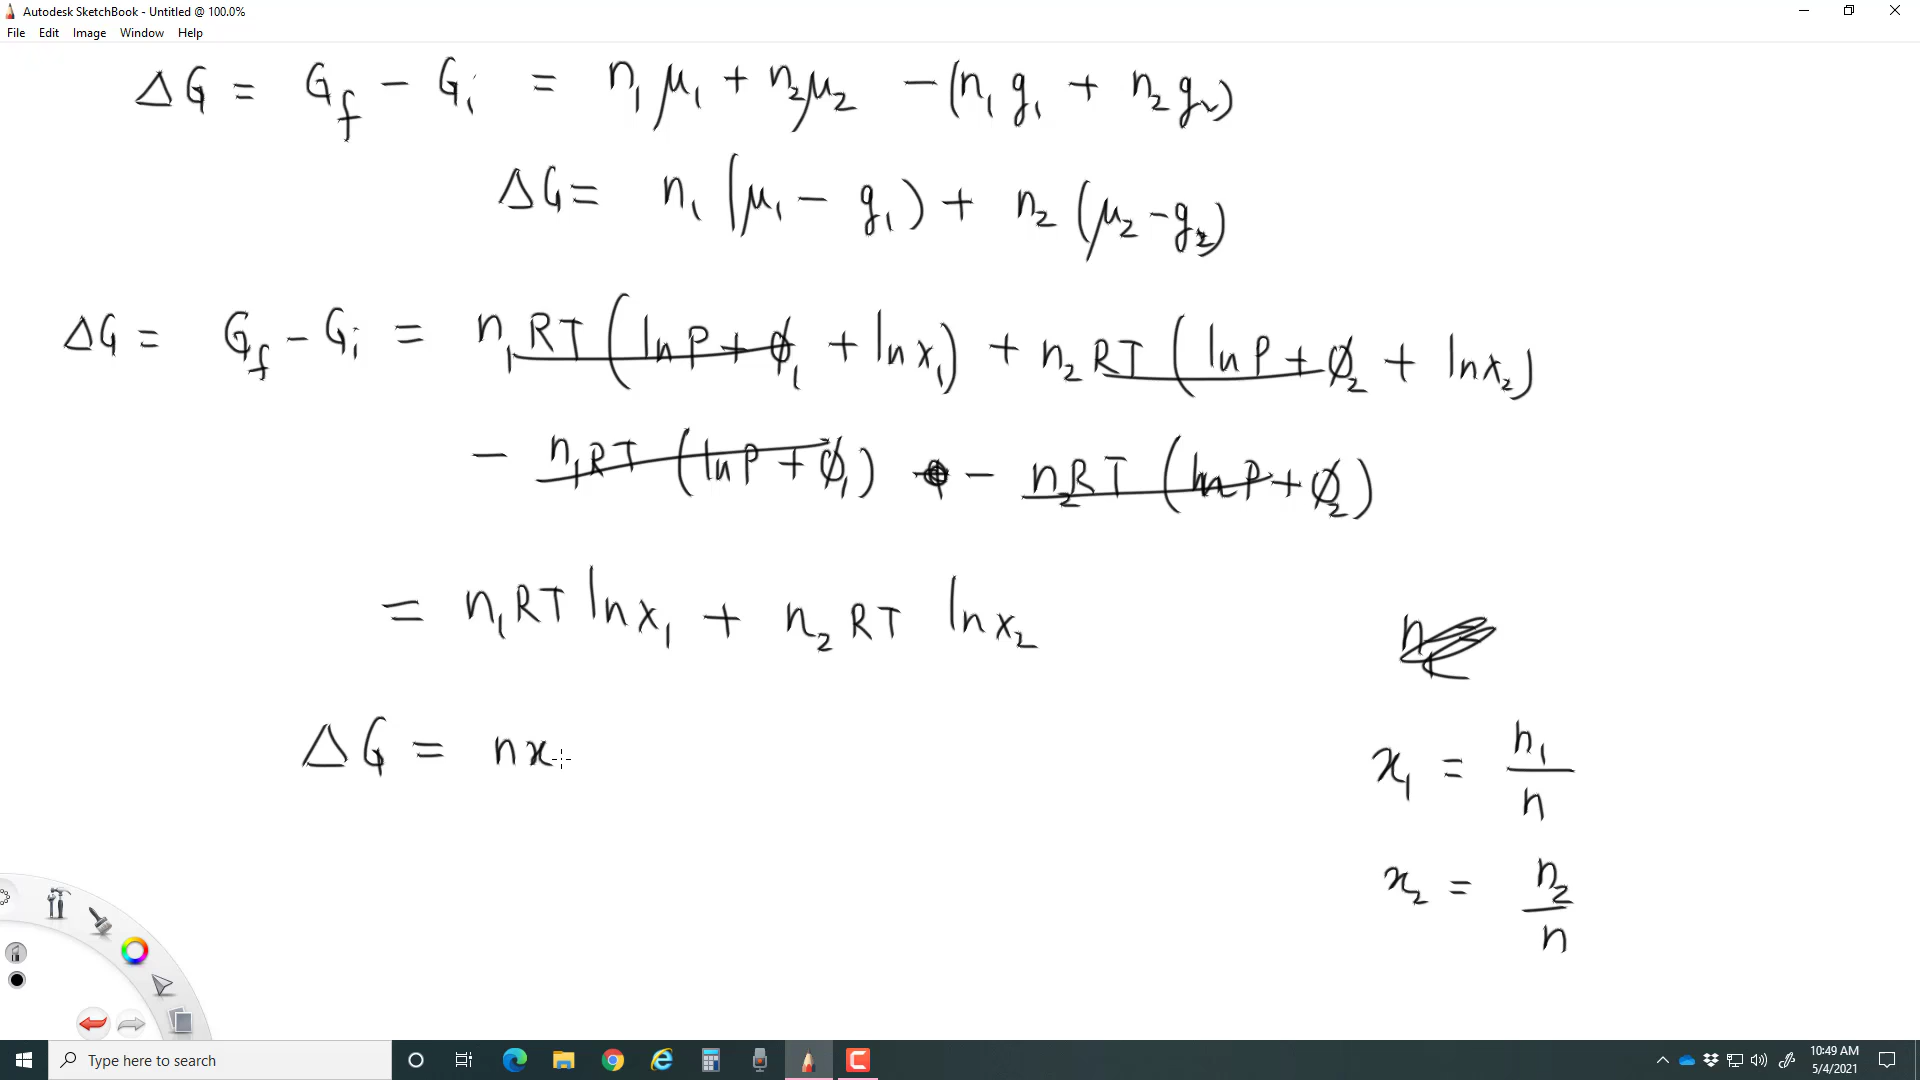 Autodesk SketchBook - Untitled @ 100.0%
File Edit Image Window Help
ΔG = G_f - G_i = n₁μ₁ + n₂μ₂ - (n₁g₁ + n₂g₂)
ΔG = n₁(μ₁ - g₁) + n₂(μ₂ - g₂)
ΔG = G_f - G_i = n₁RT(ln P + ϕ₁ + ln x₁) + n₂RT(ln P + ϕ₂ + ln x₂)
- n₁RT(ln P + ϕ₁) - n₂RT(ln P + ϕ₂)
= n₁RT ln x₁ + n₂RT ln x₂
ΔG = nx
x₁ = n₁/n
x₂ = n₂/n
Type here to search
10:49 AM
5/4/2021